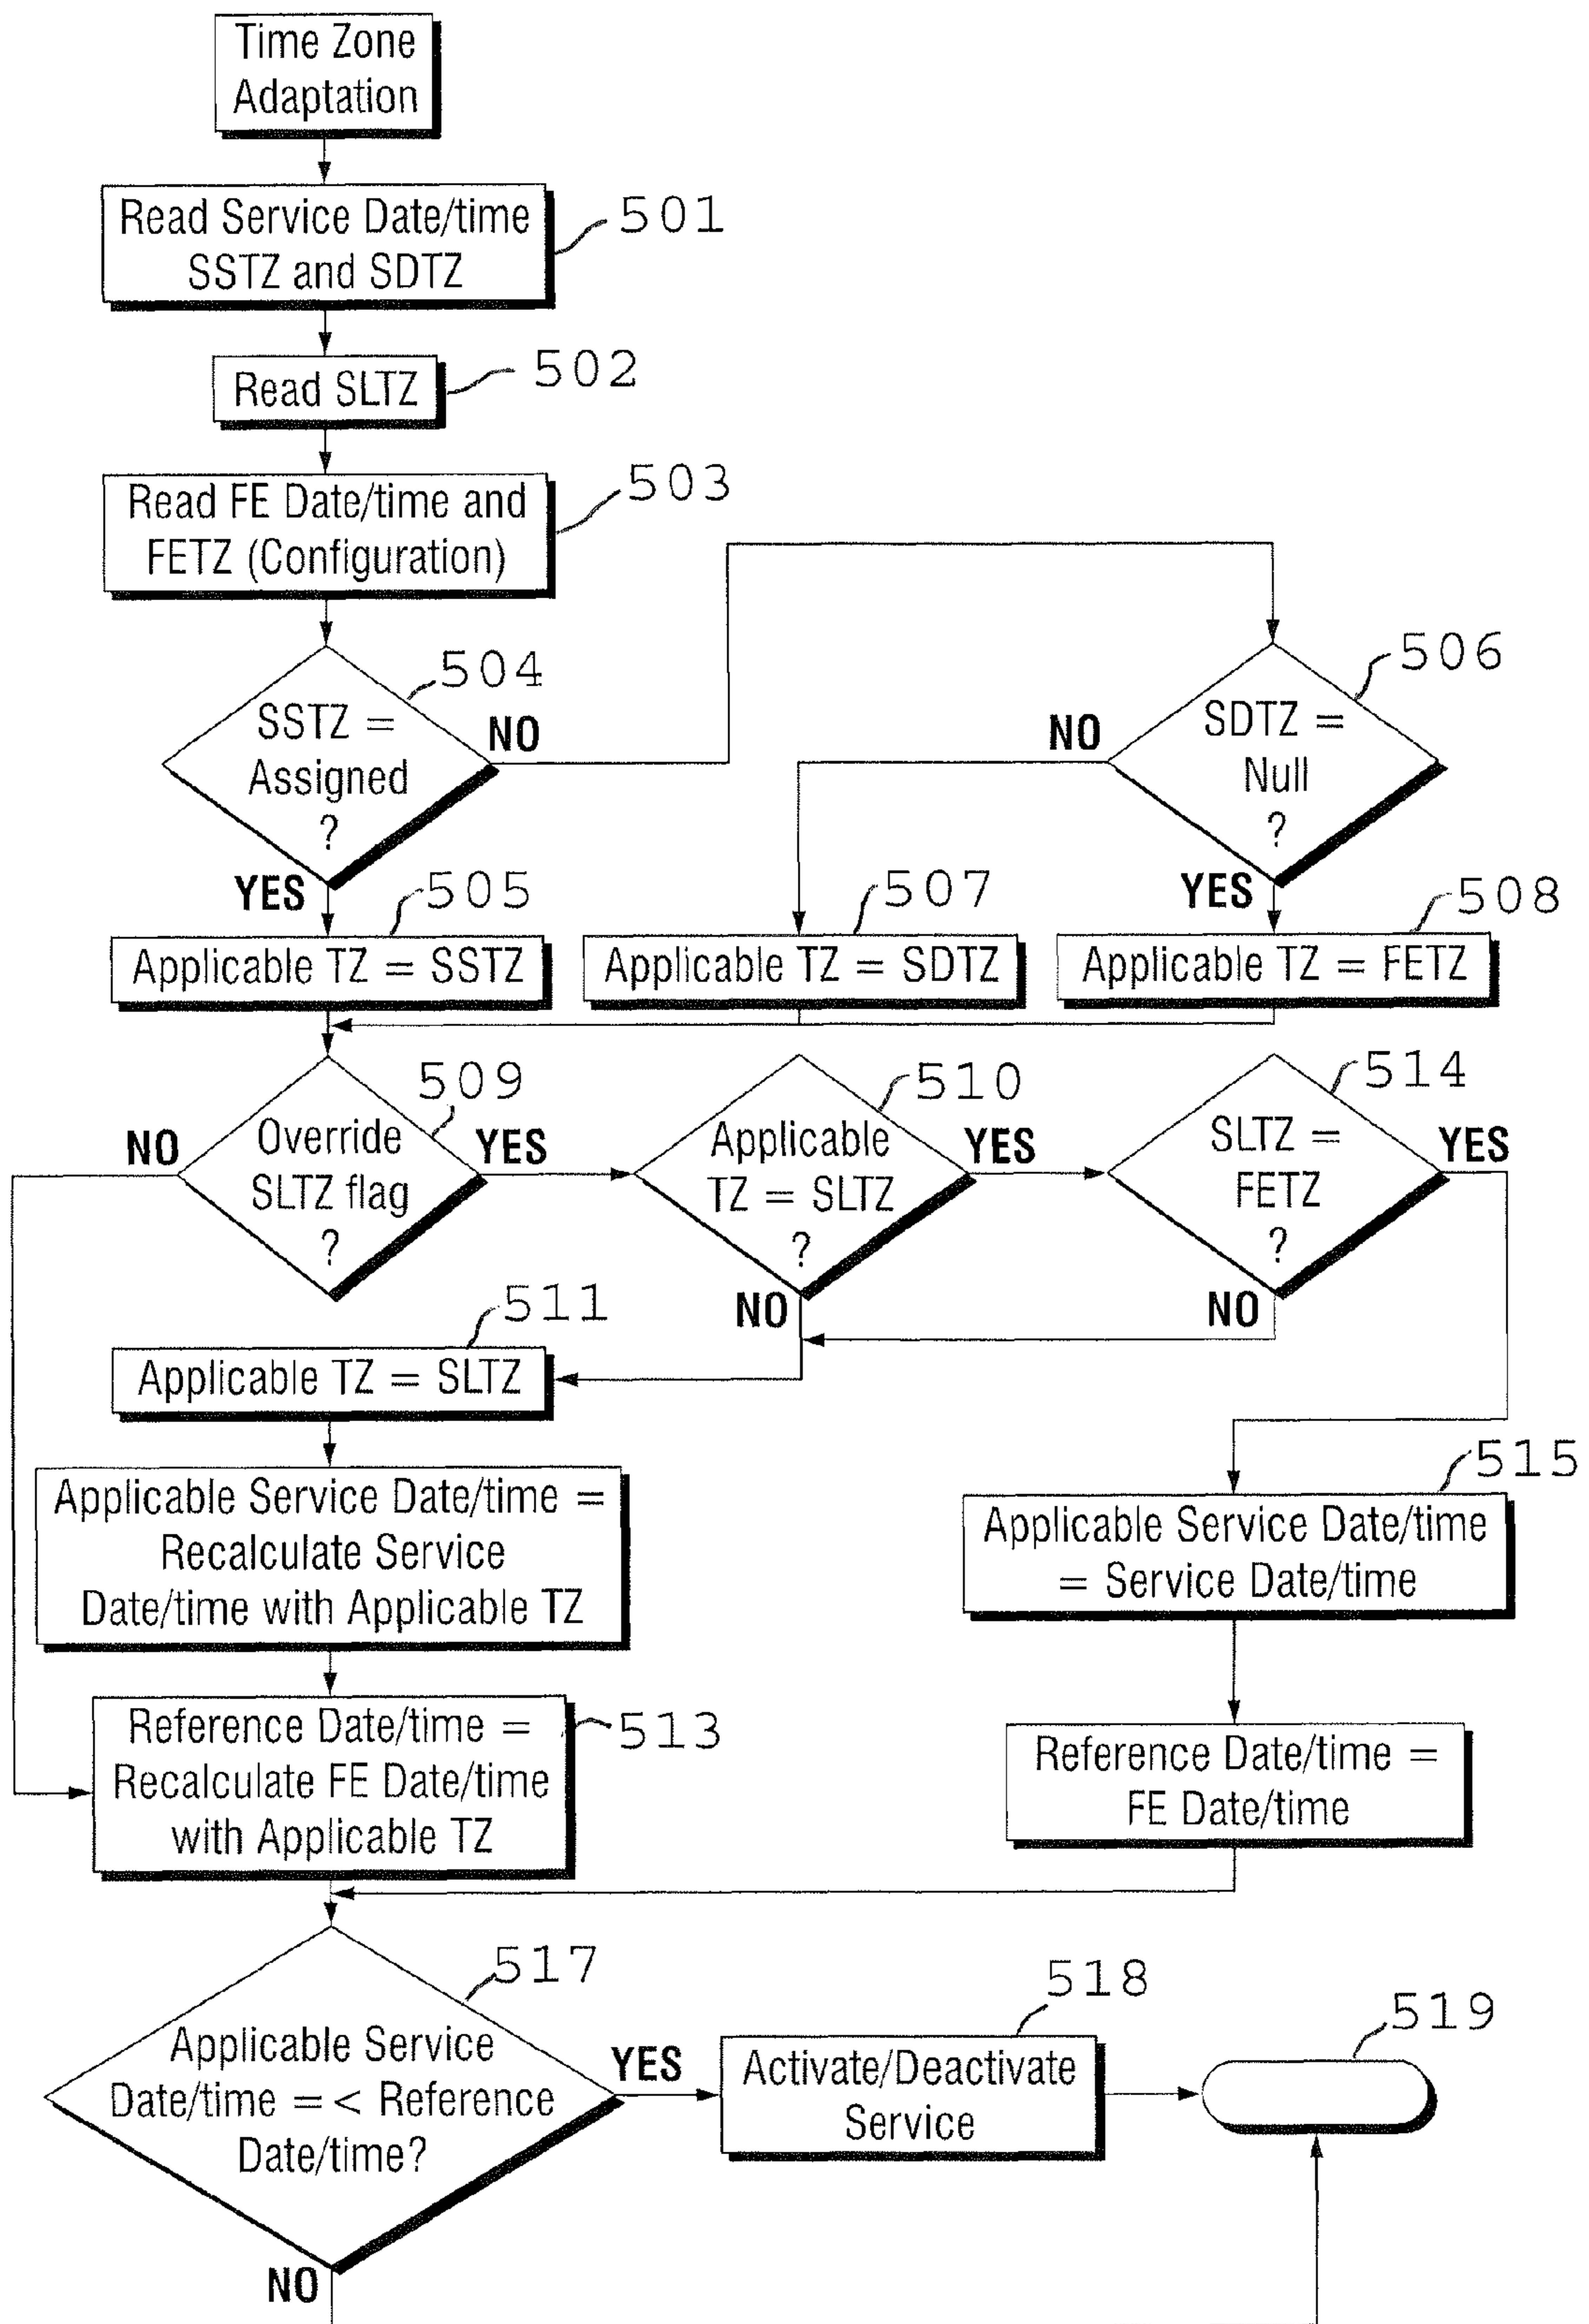 Time Zone
Adaptation
Read Service Date/time
SSTZ and SDTZ
501
Read SLTZ
502
Read FE Date/time and
FETZ (Configuration)
503
504
SSTZ =
Assigned
?
NO
YES
506
SDTZ =
Null
?
NO
YES
505
Applicable TZ = SSTZ
507
Applicable TZ = SDTZ
508
Applicable TZ = FETZ
509
Override
SLTZ flag
?
NO
YES
510
Applicable
TZ = SLTZ
?
YES
NO
514
SLTZ =
FETZ
?
YES
NO
511
Applicable TZ = SLTZ
Applicable Service Date/time =
Recalculate Service
Date/time with Applicable TZ
515
Applicable Service Date/time
= Service Date/time
Reference Date/time =
Recalculate FE Date/time
with Applicable TZ
513
Reference Date/time =
FE Date/time
517
Applicable Service
Date/time = < Reference
Date/time?
YES
NO
518
Activate/Deactivate
Service
519